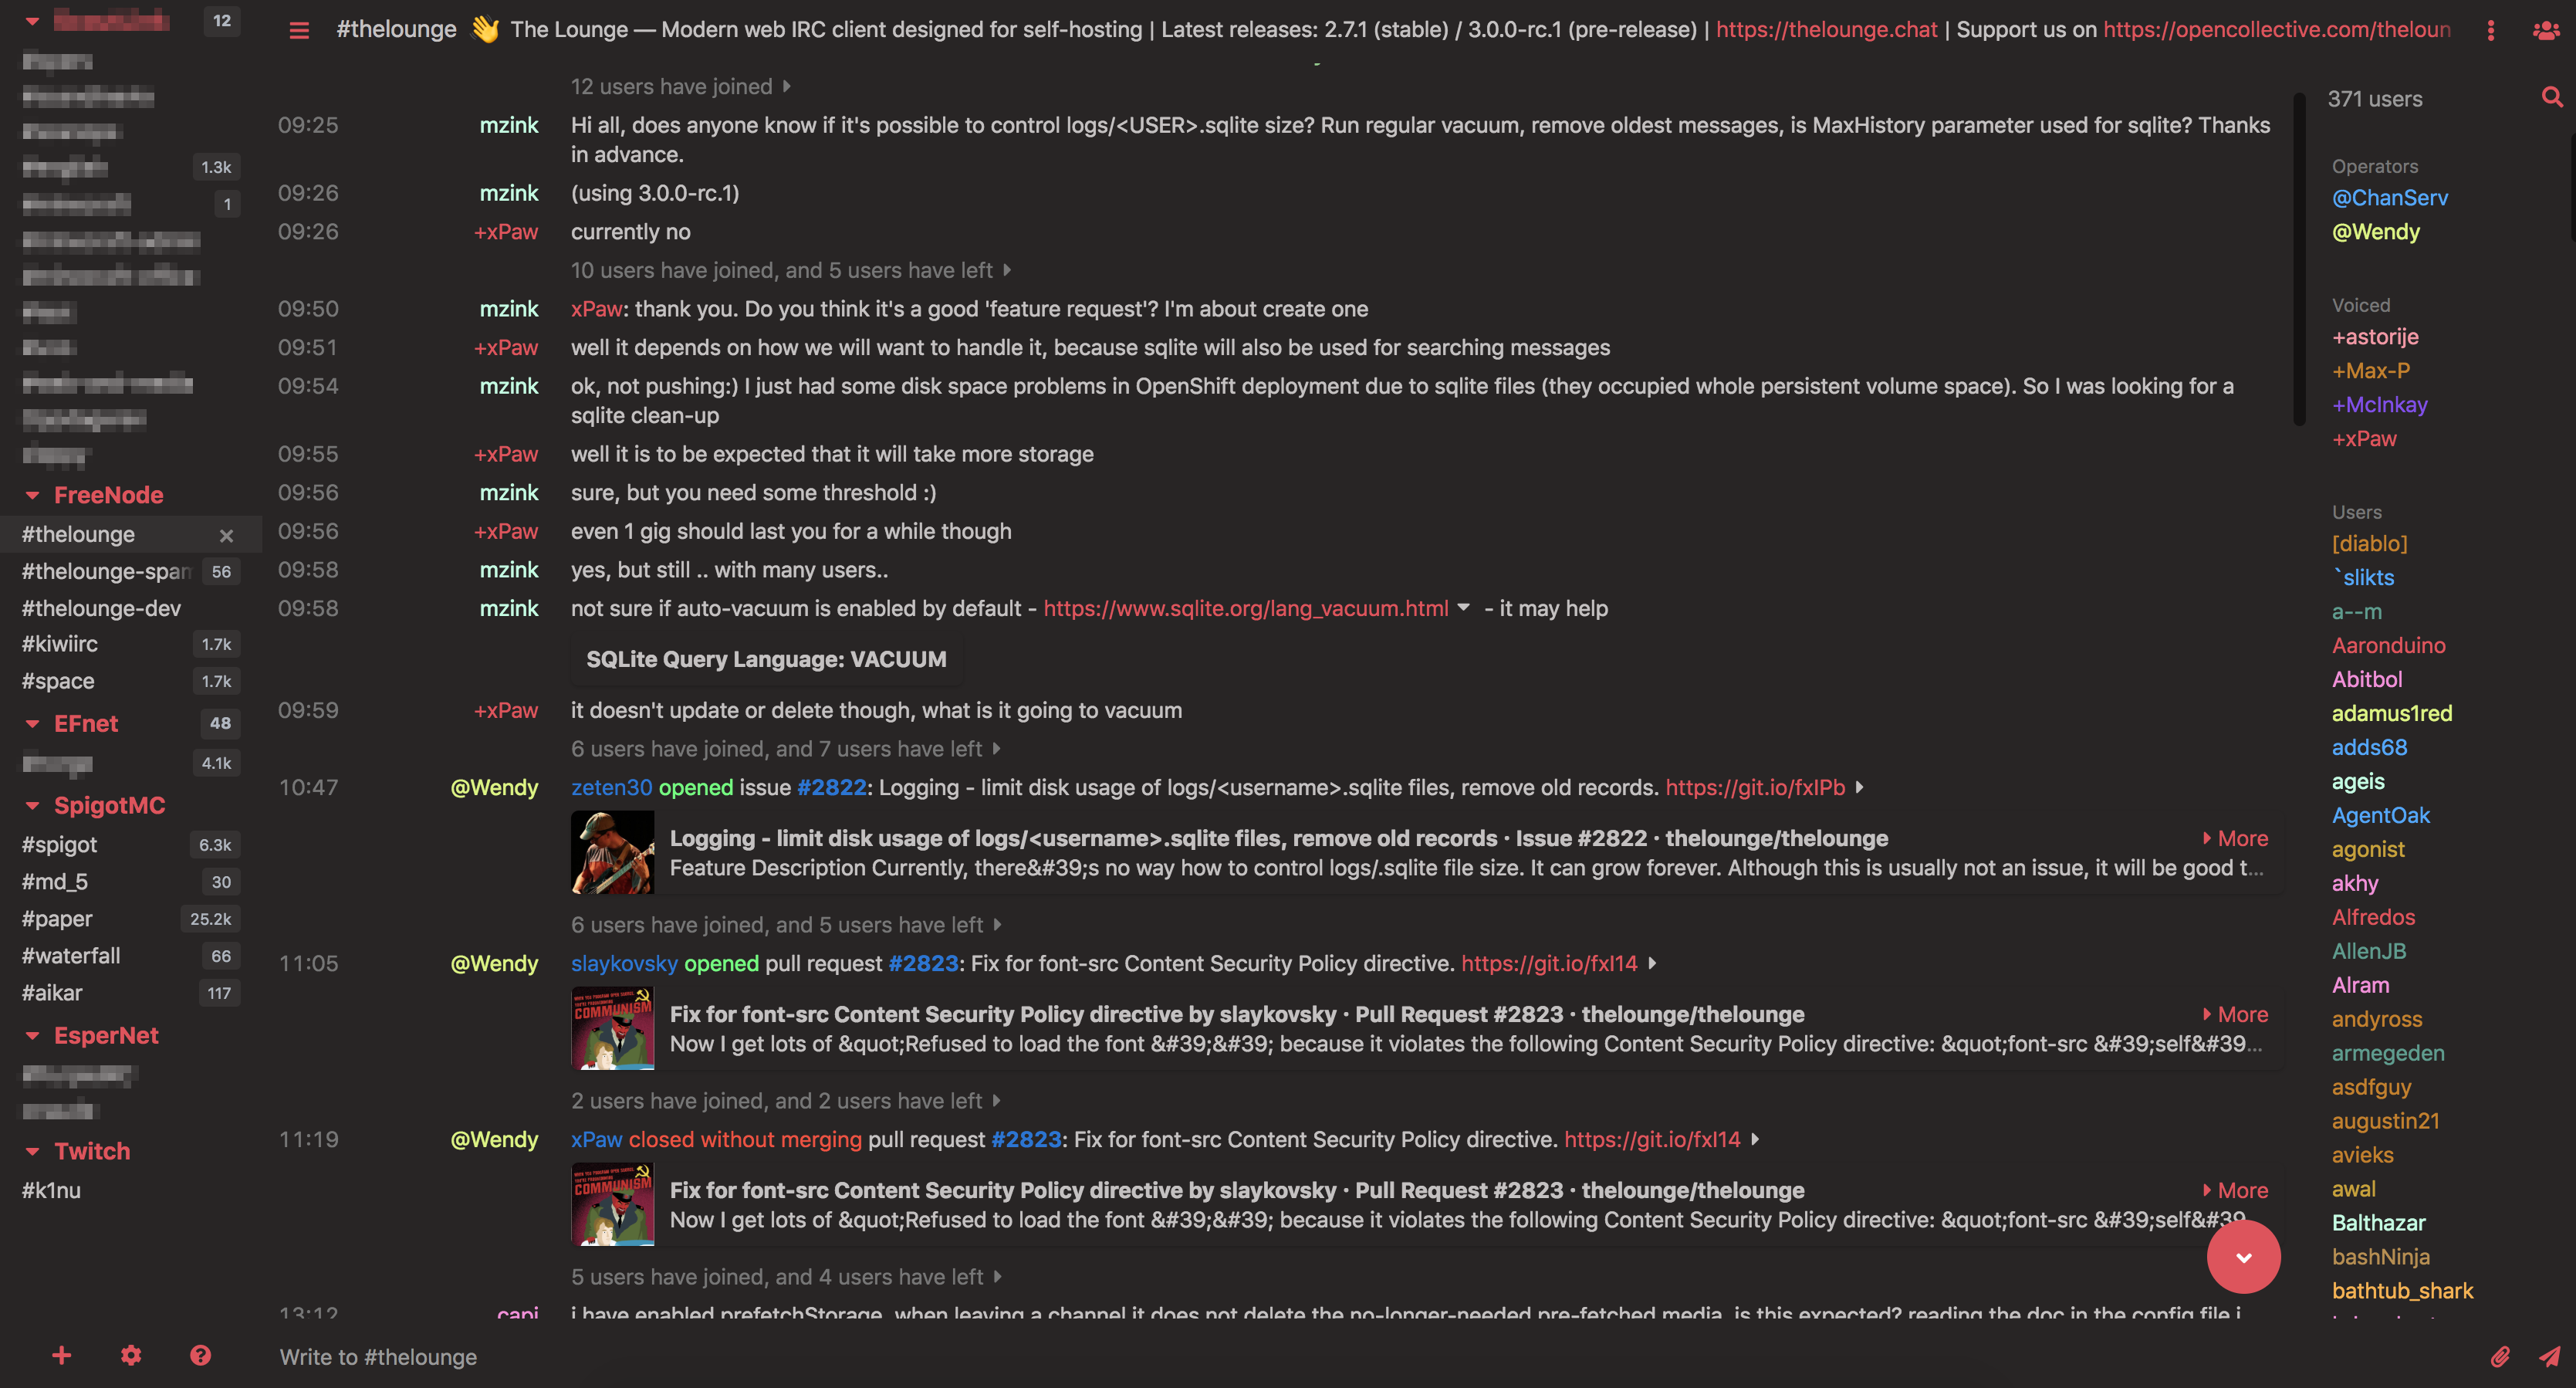 12
1.3k
1
FreeNode
#thelounge
#thelounge-spam 56
#thelounge-dev
#kiwiirc 1.7k
#space 1.7k
EFnet 48
4.1k
SpigotMC
#spigot 6.3k
#md_5 30
#paper 25.2k
#waterfall 66
#aikar 117
EsperNet
Twitch
#k1nu
#thelounge 👋 The Lounge — Modern web IRC client designed for self-hosting | Latest releases: 2.7.1 (stable) / 3.0.0-rc.1 (pre-release) | https://thelounge.chat | Support us on https://opencollective.com/theloun
12 users have joined
09:25 mzink Hi all, does anyone know if it's possible to control logs/<USER>.sqlite size? Run regular vacuum, remove oldest messages, is MaxHistory parameter used for sqlite? Thanks
in advance.
09:26 mzink (using 3.0.0-rc.1)
09:26 +xPaw currently no
10 users have joined, and 5 users have left
09:50 mzink xPaw: thank you. Do you think it's a good 'feature request'? I'm about create one
09:51 +xPaw well it depends on how we will want to handle it, because sqlite will also be used for searching messages
09:54 mzink ok, not pushing:) I just had some disk space problems in OpenShift deployment due to sqlite files (they occupied whole persistent volume space). So I was looking for a
sqlite clean-up
09:55 +xPaw well it is to be expected that it will take more storage
09:56 mzink sure, but you need some threshold :)
09:56 +xPaw even 1 gig should last you for a while though
09:58 mzink yes, but still .. with many users..
09:58 mzink not sure if auto-vacuum is enabled by default - https://www.sqlite.org/lang_vacuum.html - it may help
SQLite Query Language: VACUUM
09:59 +xPaw it doesn't update or delete though, what is it going to vacuum
6 users have joined, and 7 users have left
10:47 @Wendy zeten30 opened issue #2822: Logging - limit disk usage of logs/<username>.sqlite files, remove old records. https://git.io/fxIPb
Logging - limit disk usage of logs/<username>.sqlite files, remove old records · Issue #2822 · thelounge/thelounge More
Feature Description Currently, there&#39;s no way how to control logs/.sqlite file size. It can grow forever. Although this is usually not an issue, it will be good t...
6 users have joined, and 5 users have left
11:05 @Wendy slaykovsky opened pull request #2823: Fix for font-src Content Security Policy directive. https://git.io/fxI14
COMMUNISM
Fix for font-src Content Security Policy directive by slaykovsky · Pull Request #2823 · thelounge/thelounge More
Now I get lots of &quot;Refused to load the font &#39;&#39; because it violates the following Content Security Policy directive: &quot;font-src &#39;self&#39...
2 users have joined, and 2 users have left
11:19 @Wendy xPaw closed without merging pull request #2823: Fix for font-src Content Security Policy directive. https://git.io/fxI14
COMMUNISM
Fix for font-src Content Security Policy directive by slaykovsky · Pull Request #2823 · thelounge/thelounge More
Now I get lots of &quot;Refused to load the font &#39;&#39; because it violates the following Content Security Policy directive: &quot;font-src &#39;self&#39
5 users have joined, and 4 users have left
13:12 capi i have enabled prefetchStorage, when leaving a channel it does not delete the no-longer-needed pre-fetched media, is this expected? reading the doc in the config file i
Write to #thelounge
371 users
Operators
@ChanServ
@Wendy
Voiced
+astorije
+Max-P
+McInkay
+xPaw
Users
[diablo]
`slikts
a--m
Aaronduino
Abitbol
adamus1red
adds68
ageis
AgentOak
agonist
akhy
Alfredos
AllenJB
Alram
andyross
armegeden
asdfguy
augustin21
avieks
awal
Balthazar
bashNinja
bathtub_shark